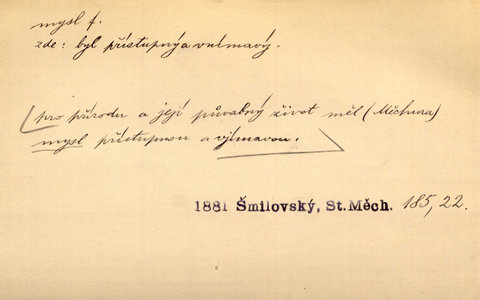 mysl f.
zde: byl přístupný a vnímavý.
pro přírodu a její půvabný život měl (Měchura)
mysl přístupnou a vjímavou.
1881 Šmilovský, St. Měch. 185, 22.